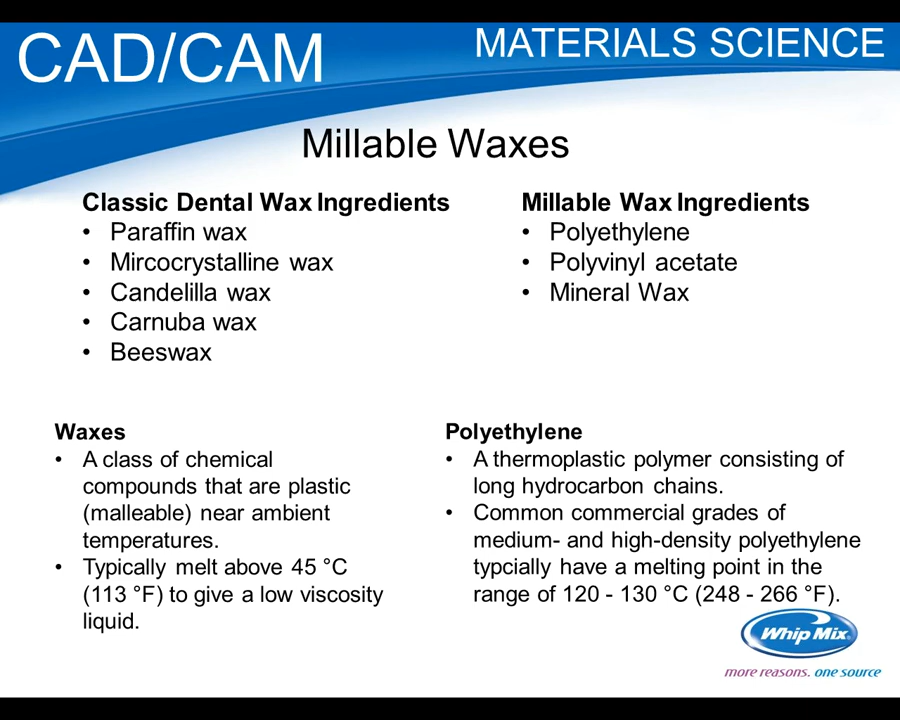 CAD/CAM
MATERIALS SCIENCE
Millable Waxes
Classic Dental Wax Ingredients
• Paraffin wax
• Mircocrystalline wax
• Candelilla wax
• Carnuba wax
• Beeswax
Millable Wax Ingredients
• Polyethylene
• Polyvinyl acetate
• Mineral Wax
Waxes
• A class of chemical
compounds that are plastic
(malleable) near ambient
temperatures.
• Typically melt above 45 °C
(113 °F) to give a low viscosity
liquid.
Polyethylene
• A thermoplastic polymer consisting of
long hydrocarbon chains.
• Common commercial grades of
medium- and high-density polyethylene
typcially have a melting point in the
range of 120 - 130 °C (248 - 266 °F).
Whip Mix
more reasons. one source